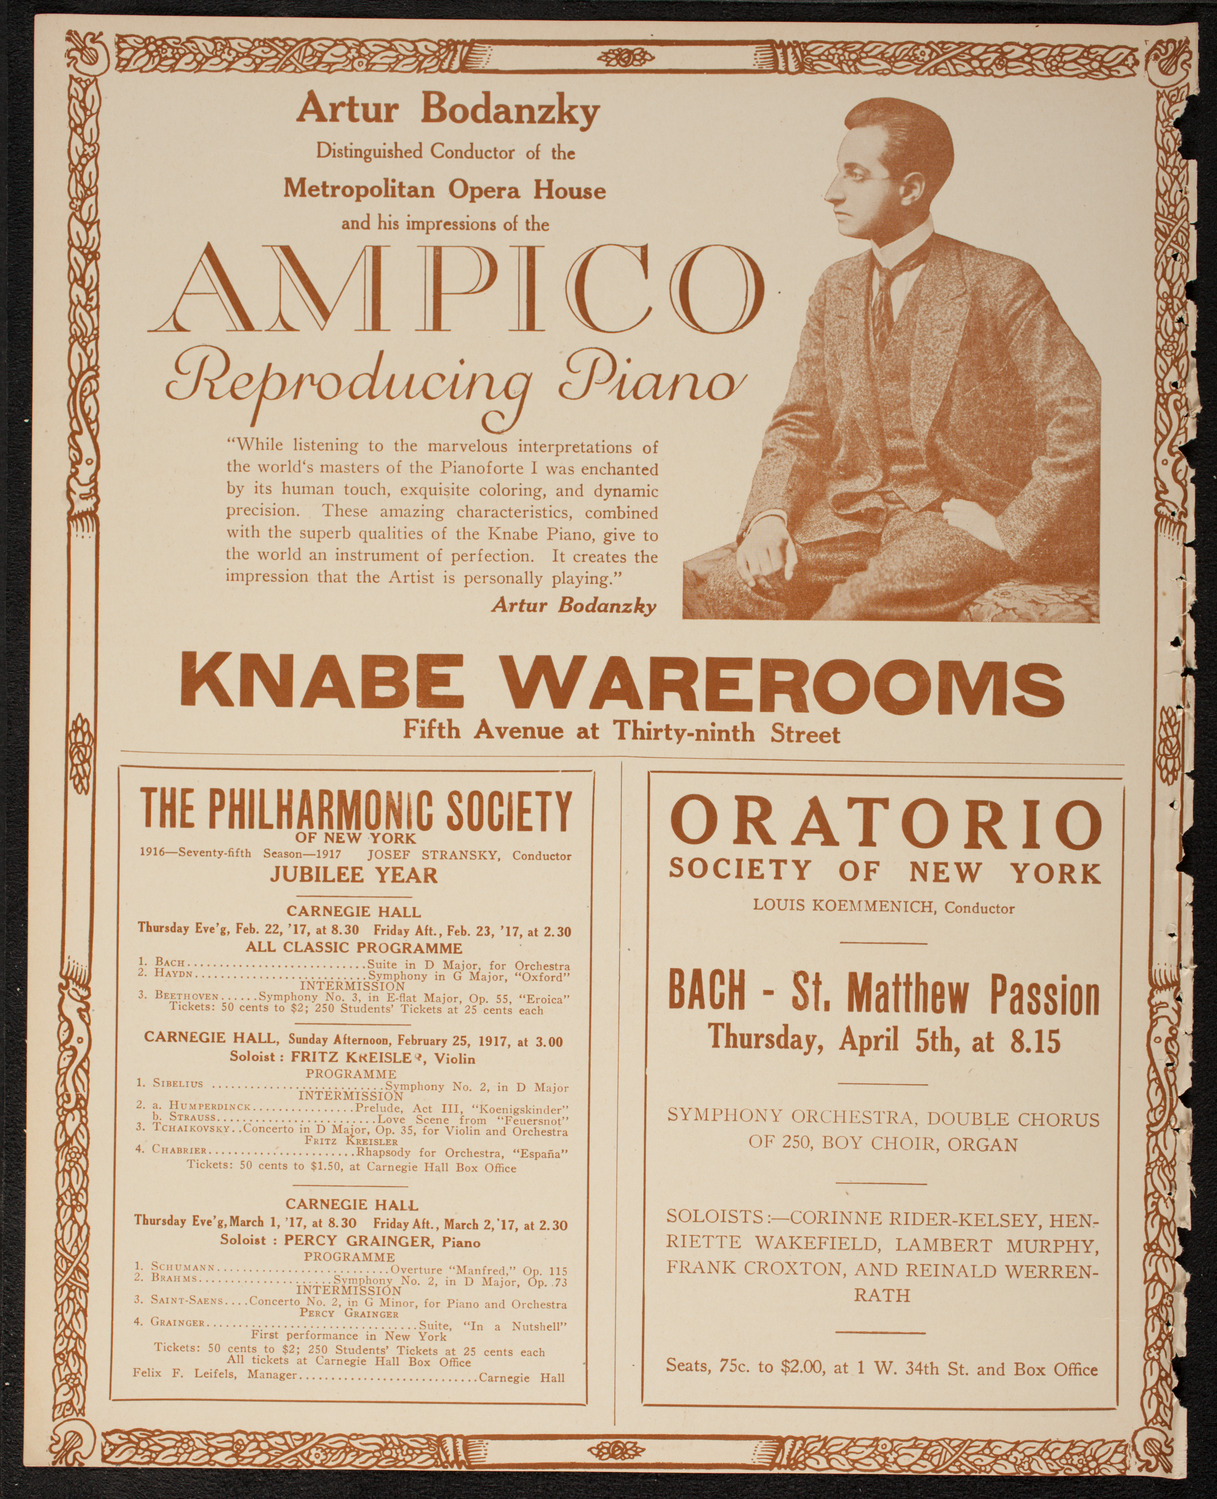 Artur Bodanzky
Distinguished Conductor of the
Metropolitan Opera House
and his impressions of the
AMPICO
Reproducing Piano
“While listening to the marvelous interpretations of
the world‘s masters of the Pianoforte I was enchanted
by its human touch, exquisite coloring, and dynamic
precision. These amazing characteristics, combined
with the superb qualities of the Knabe Piano, give to
the world an instrument of perfection. It creates the
impression that the Artist is personally playing.”
Artur Bodanzky
KNABE WAREROOMS
Fifth Avenue at Thirty-ninth Street
THE PHILHARMONIC SOCIETY
OF NEW YORK
1916—Seventy-fifth Season—1917 JOSEF STRANSKY, Conductor
JUBILEE YEAR
CARNEGIE HALL
Thursday Eve’g, Feb. 22, ’17, at 8.30 Friday Aft., Feb. 23, ’17, at 2.30
ALL CLASSIC PROGRAMME
1. BACH............................Suite in D Major, for Orchestra
2. HAYDN...........................Symphony in G Major, “Oxford”
INTERMISSION
3. BEETHOVEN......Symphony No. 3, in E-flat Major, Op. 55, “Eroica”
Tickets: 50 cents to $2; 250 Students’ Tickets at 25 cents each
CARNEGIE HALL, Sunday Afternoon, February 25, 1917, at 3.00
Soloist : FRITZ KREISLER, Violin
PROGRAMME
1. SIBELIUS ...........................Symphony No. 2, in D Major
INTERMISSION
2. a. HUMPERDINCK................Prelude, Act III, “Koenigskinder”
b. STRAUSS.........................Love Scene from “Feuersnot”
3. TCHAIKOVSKY..Concerto in D Major, Op. 35, for Violin and Orchestra
FRITZ KREISLER
4. CHABRIER.......................Rhapsody for Orchestra, “España”
Tickets: 50 cents to $1.50, at Carnegie Hall Box Office
CARNEGIE HALL
Thursday Eve’g, March 1, ’17, at 8.30 Friday Aft., March 2, ’17, at 2.30
Soloist : PERCY GRAINGER, Piano
PROGRAMME
1. SCHUMANN...........................Overture “Manfred,” Op. 115
2. BRAHMS.....................Symphony No. 2, in D Major, Op. 73
INTERMISSION
3. SAINT-SAENS....Concerto No. 2, in G Minor, for Piano and Orchestra
PERCY GRAINGER
4. GRAINGER.................................Suite, “In a Nutshell”
First performance in New York
Tickets: 50 cents to $2; 250 Students’ Tickets at 25 cents each
All tickets at Carnegie Hall Box Office
Felix F. Leifels, Manager............................Carnegie Hall
ORATORIO
SOCIETY OF NEW YORK
LOUIS KOEMMENICH, Conductor
BACH - St. Matthew Passion
Thursday, April 5th, at 8.15
SYMPHONY ORCHESTRA, DOUBLE CHORUS
OF 250, BOY CHOIR, ORGAN
SOLOISTS:—CORINNE RIDER-KELSEY, HEN-
RIETTE WAKEFIELD, LAMBERT MURPHY,
FRANK CROXTON, AND REINALD WERREN-
RATH
Seats, 75c. to $2.00, at 1 W. 34th St. and Box Office